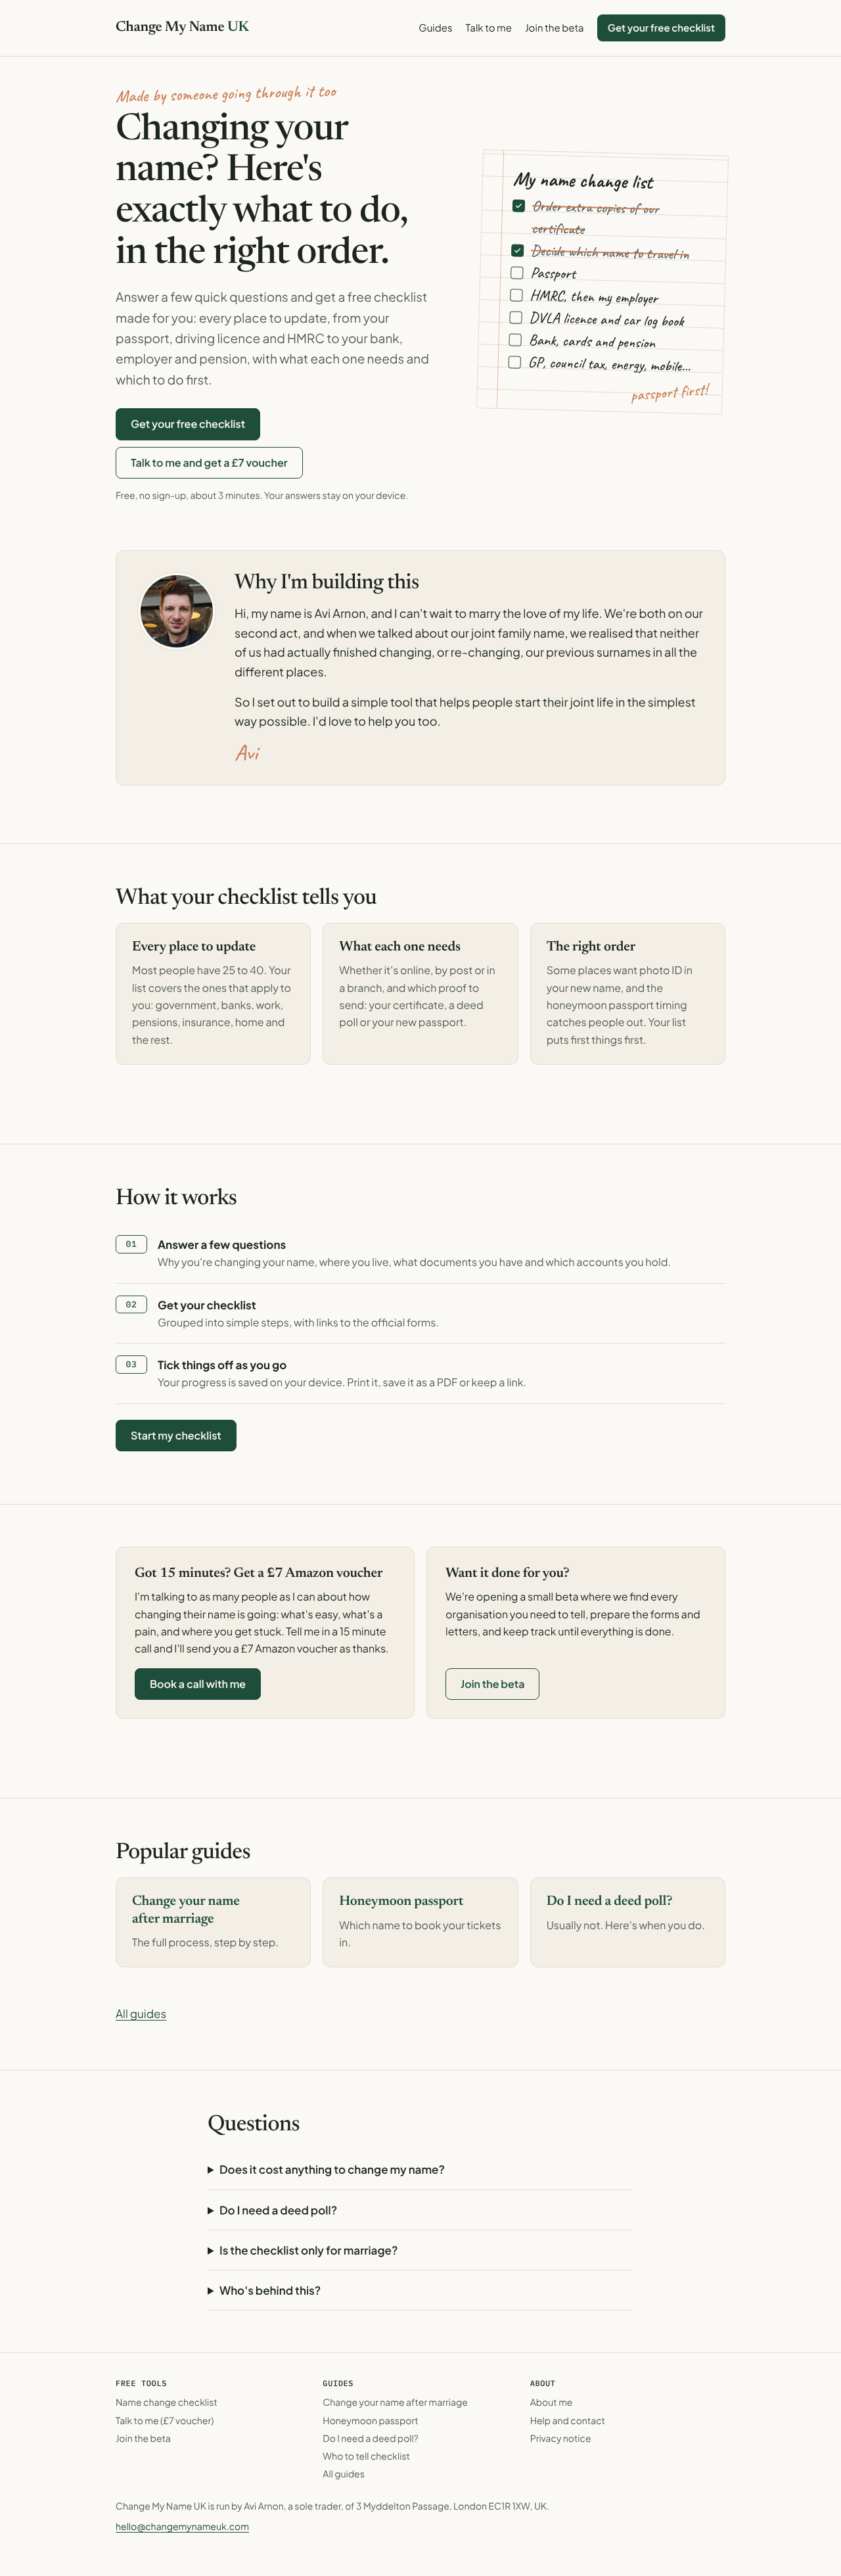 Change My Name UK
Guides
Talk to me
Join the beta
Get your free checklist
Made by someone going through it too
Changing your
name? Here's
exactly what to do,
in the right order.
Answer a few quick questions and get a free checklist
made for you: every place to update, from your
passport, driving licence and HMRC to your bank,
employer and pension, with what each one needs and
which to do first.
Get your free checklist
Talk to me and get a £7 voucher
Free, no sign-up, about 3 minutes. Your answers stay on your device.
My name change list
Order extra copies of our
certificate
Decide which name to travel in
Passport
HMRC, then my employer
DVLA licence and car log book
Bank, cards and pension
GP, council tax, energy, mobile...
passport first!
Why I'm building this
Hi, my name is Avi Arnon, and I can't wait to marry the love of my life. We're both on our
second act, and when we talked about our joint family name, we realised that neither
of us had actually finished changing, or re-changing, our previous surnames in all the
different places.
So I set out to build a simple tool that helps people start their joint life in the simplest
way possible. I'd love to help you too.
Avi
What your checklist tells you
Every place to update
Most people have 25 to 40. Your
list covers the ones that apply to
you: government, banks, work,
pensions, insurance, home and
the rest.
What each one needs
Whether it's online, by post or in
a branch, and which proof to
send: your certificate, a deed
poll or your new passport.
The right order
Some places want photo ID in
your new name, and the
honeymoon passport timing
catches people out. Your list
puts first things first.
How it works
01
Answer a few questions
Why you're changing your name, where you live, what documents you have and which accounts you hold.
02
Get your checklist
Grouped into simple steps, with links to the official forms.
03
Tick things off as you go
Your progress is saved on your device. Print it, save it as a PDF or keep a link.
Start my checklist
Got 15 minutes? Get a £7 Amazon voucher
I'm talking to as many people as I can about how
changing their name is going: what's easy, what's a
pain, and where you get stuck. Tell me in a 15 minute
call and I'll send you a £7 Amazon voucher as thanks.
Book a call with me
Want it done for you?
We're opening a small beta where we find every
organisation you need to tell, prepare the forms and
letters, and keep track until everything is done.
Join the beta
Popular guides
Change your name
after marriage
The full process, step by step.
Honeymoon passport
Which name to book your tickets
in.
Do I need a deed poll?
Usually not. Here's when you do.
All guides
Questions
Does it cost anything to change my name?
Do I need a deed poll?
Is the checklist only for marriage?
Who's behind this?
FREE TOOLS
Name change checklist
Talk to me (£7 voucher)
Join the beta
GUIDES
Change your name after marriage
Honeymoon passport
Do I need a deed poll?
Who to tell checklist
All guides
ABOUT
About me
Help and contact
Privacy notice
Change My Name UK is run by Avi Arnon, a sole trader, of 3 Myddelton Passage, London EC1R 1XW, UK.
hello@changemynameuk.com